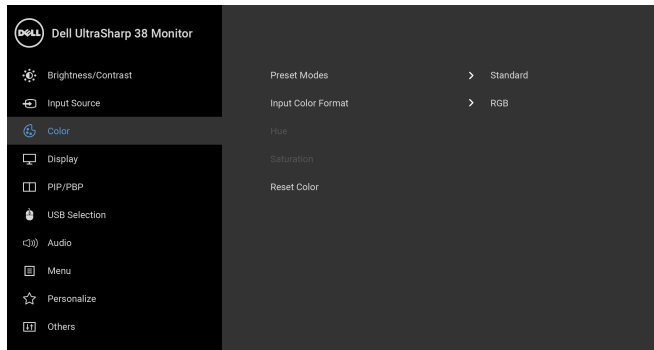 DELL Dell UltraSharp 38 Monitor
Brightness/Contrast
Input Source
Color
Display
PIP/PBP
USB Selection
Audio
Menu
Personalize
Others
Preset Modes > Standard
Input Color Format > RGB
Hue
Saturation
Reset Color